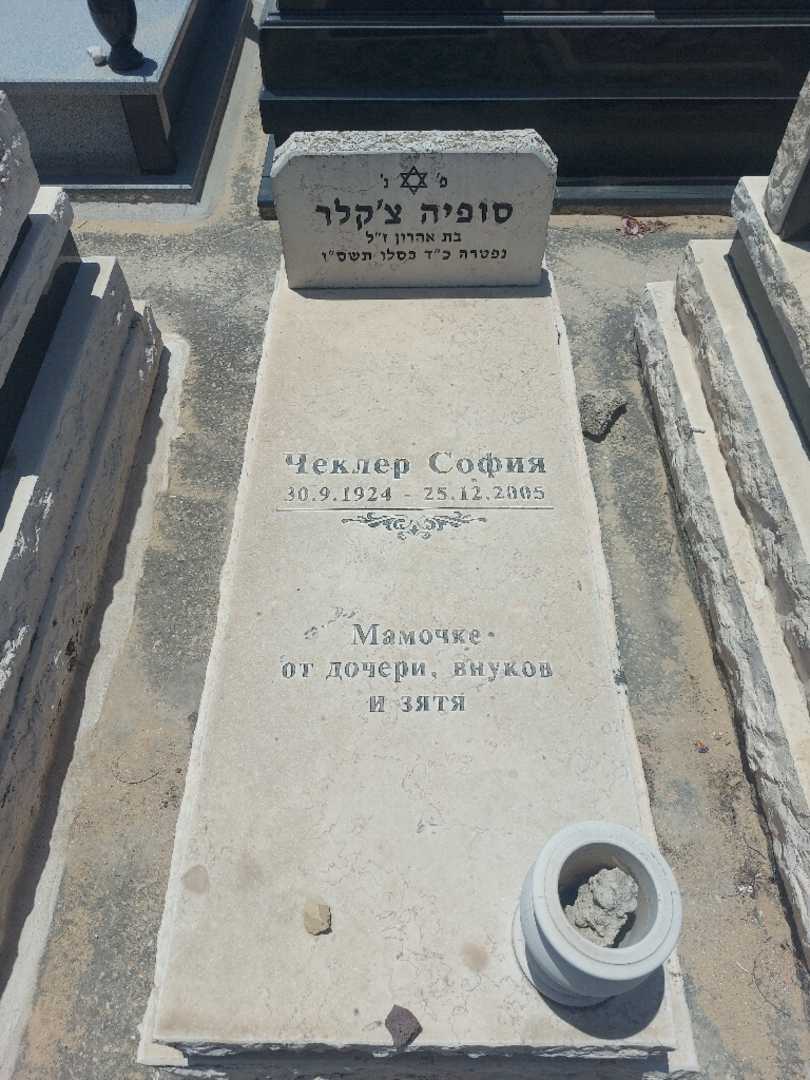 פ' נ'
סופיה צ'קלר
בת אהרון ז"ל
נפטרה כ"ד כסלו תשס"ו
Чеклер София
30.9.1924 - 25.12.2005
Мамочке
от дочери, внуков
и зятя